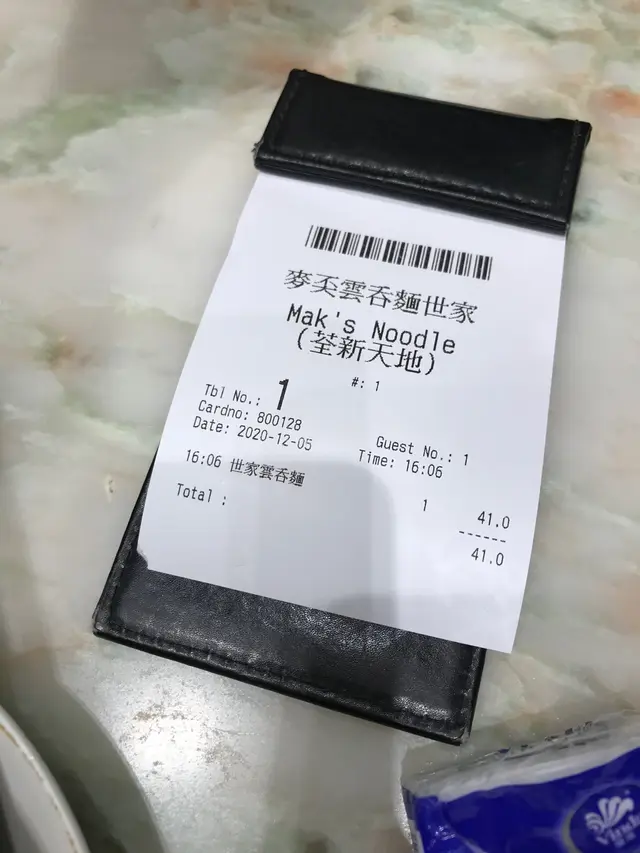 麥奀雲吞麵世家
Mak's Noodle
(荃新天地)
#: 1
Tbl No.: 1
Cardno: 800128 Guest No.: 1
Date: 2020-12-05 Time: 16:06
16:06 世家雲吞麵 1 41.0
------
Total : 41.0